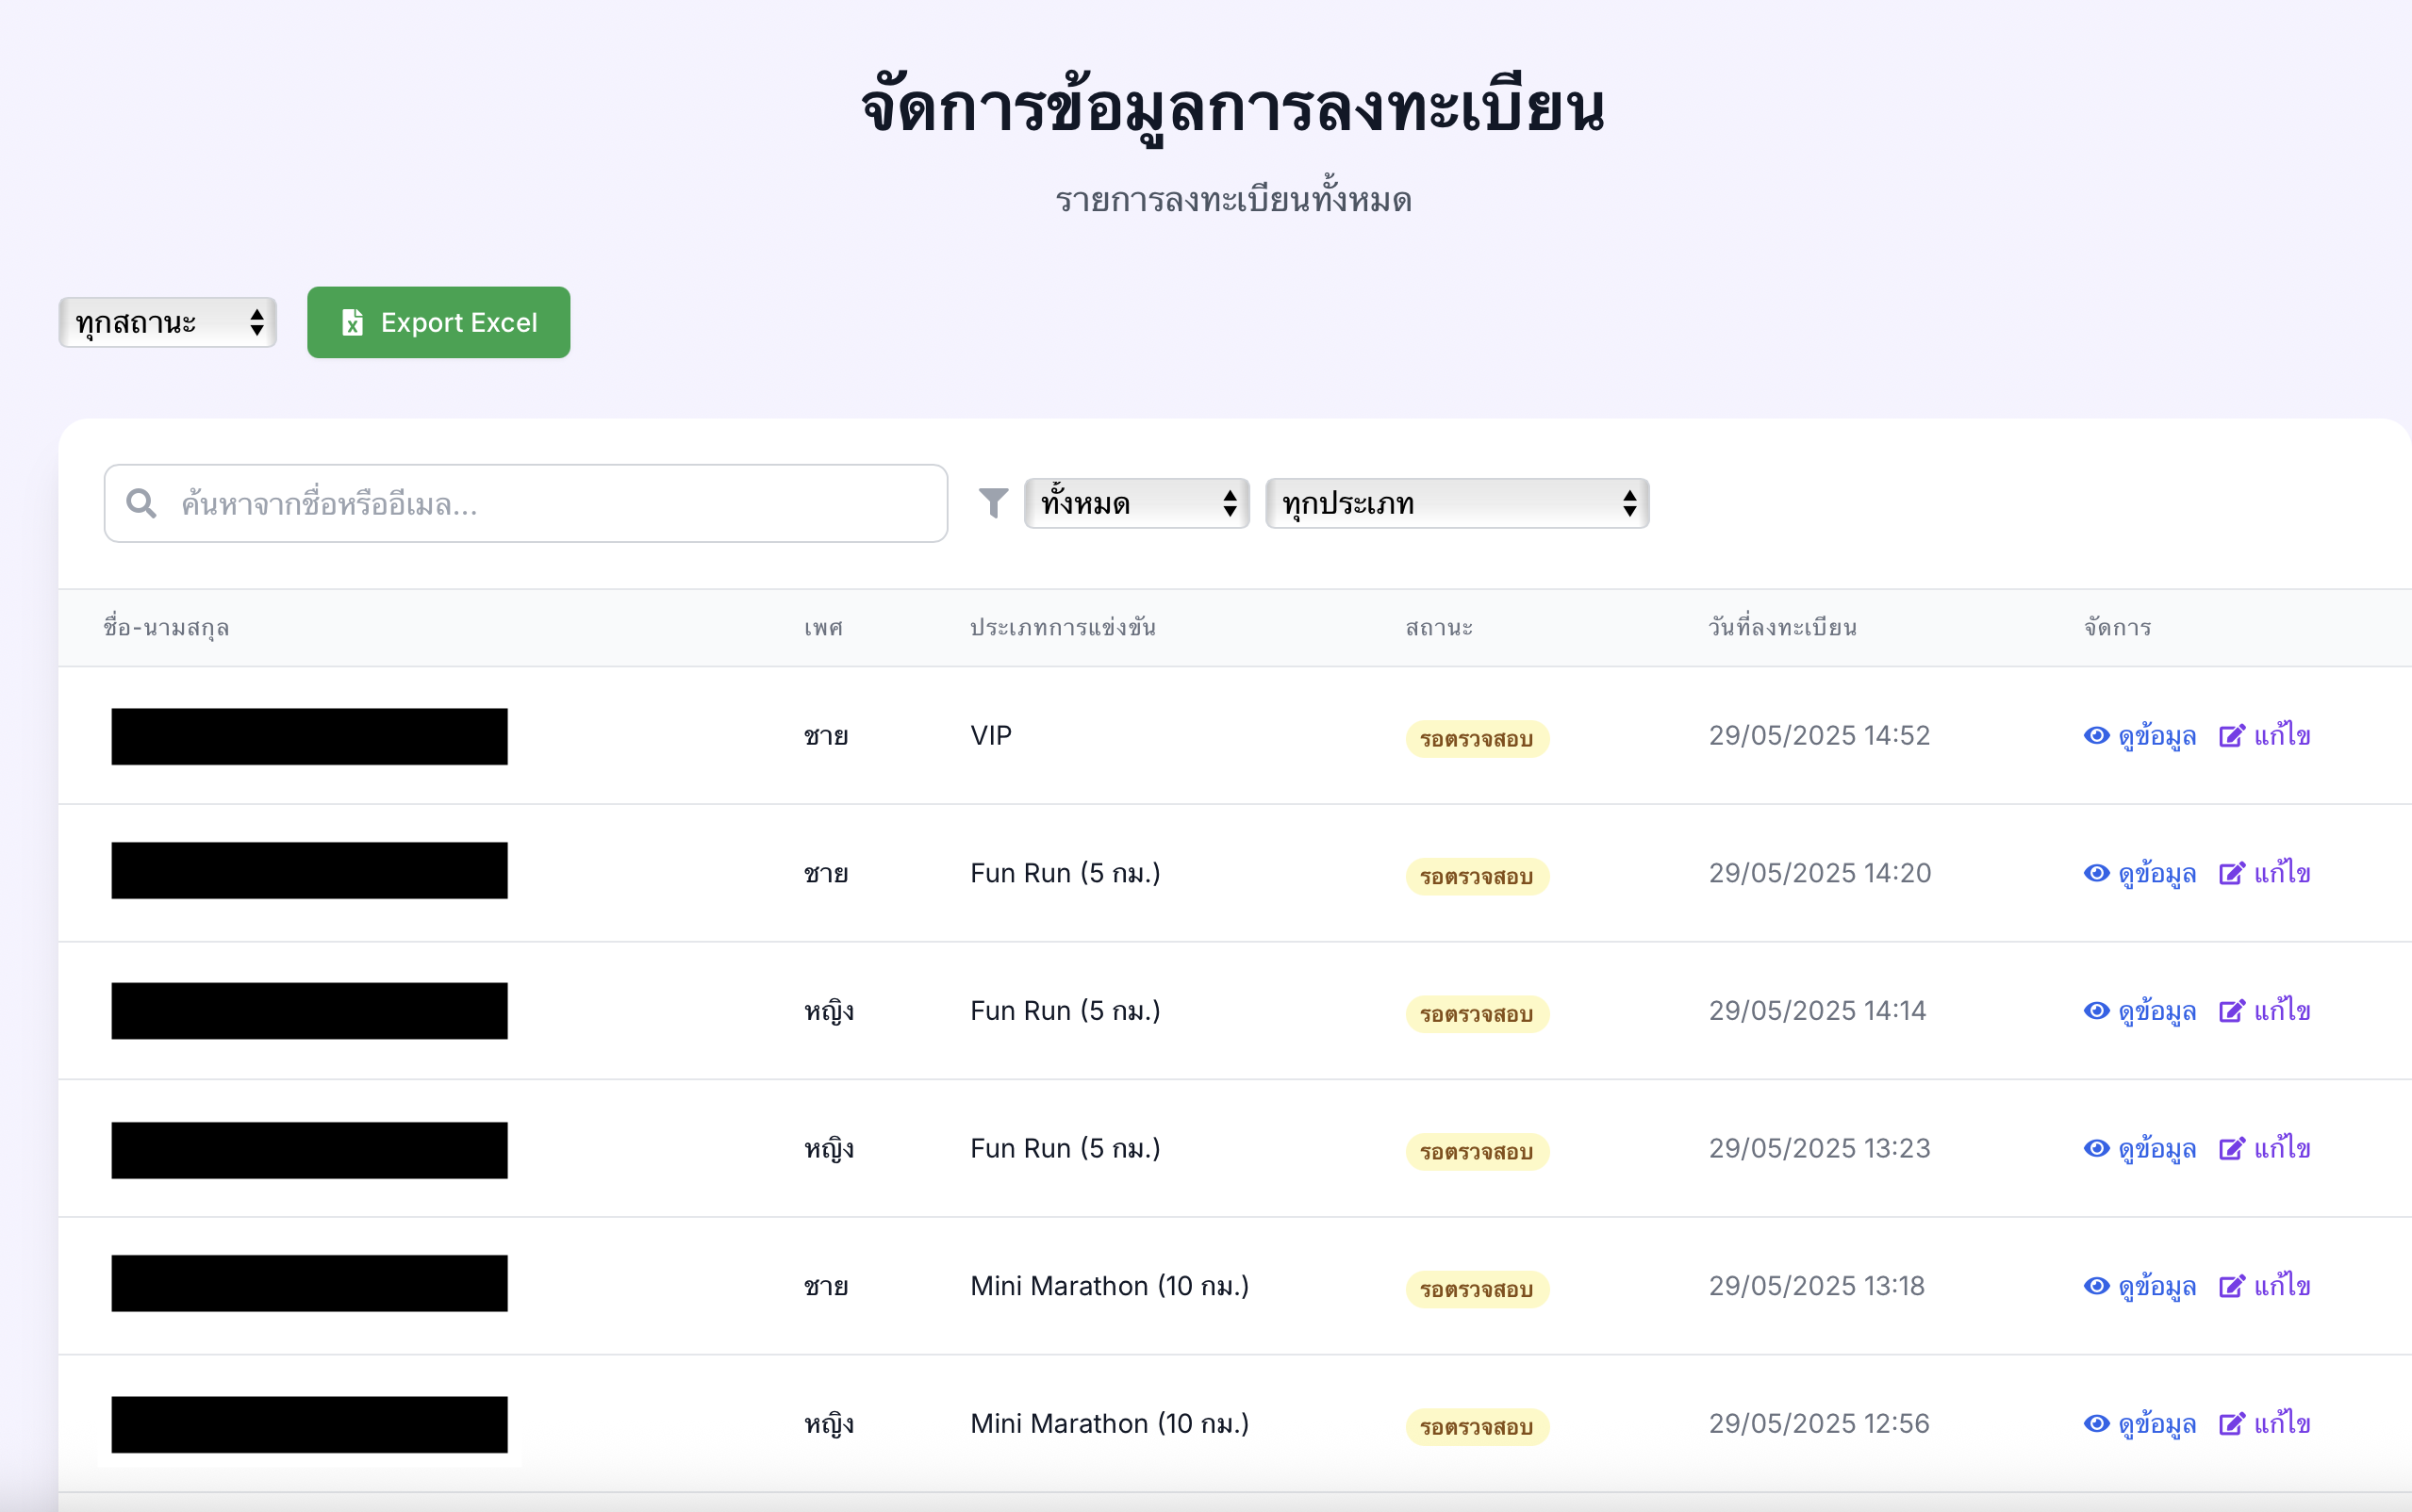 จัดการข้อมูลการลงทะเบียน
รายการลงทะเบียนทั้งหมด
ทุกสถานะ Export Excel
ค้นหาจากชื่อหรืออีเมล... ทั้งหมด ทุกประเภท
ชื่อ-นามสกุล เพศ ประเภทการแข่งขัน สถานะ วันที่ลงทะเบียน จัดการ
ชาย VIP รอตรวจสอบ 29/05/2025 14:52 ดูข้อมูล แก้ไข
ชาย Fun Run (5 กม.) รอตรวจสอบ 29/05/2025 14:20 ดูข้อมูล แก้ไข
หญิง Fun Run (5 กม.) รอตรวจสอบ 29/05/2025 14:14 ดูข้อมูล แก้ไข
หญิง Fun Run (5 กม.) รอตรวจสอบ 29/05/2025 13:23 ดูข้อมูล แก้ไข
ชาย Mini Marathon (10 กม.) รอตรวจสอบ 29/05/2025 13:18 ดูข้อมูล แก้ไข
หญิง Mini Marathon (10 กม.) รอตรวจสอบ 29/05/2025 12:56 ดูข้อมูล แก้ไข